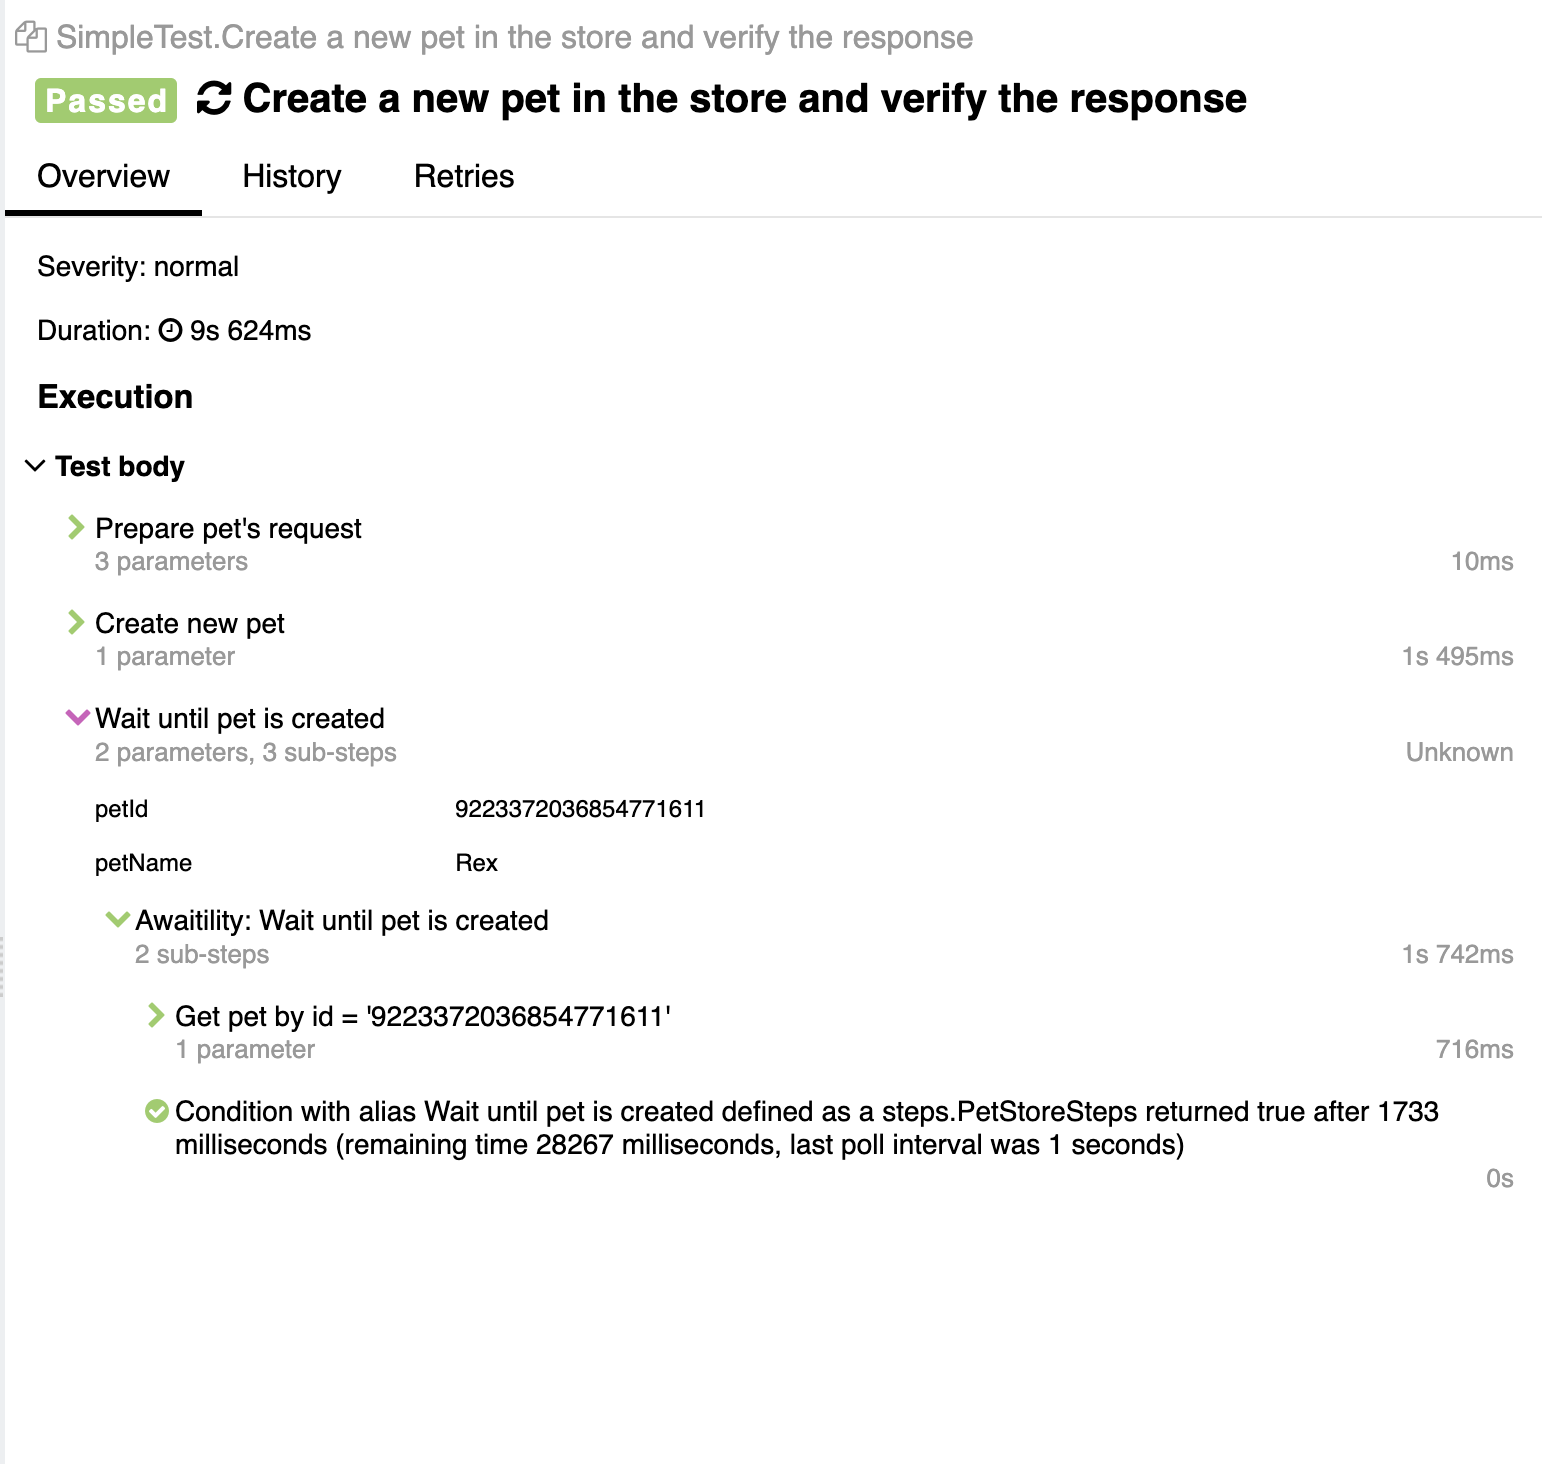 SimpleTest.Create a new pet in the store and verify the response
Passed Create a new pet in the store and verify the response
Overview History Retries
Severity: normal
Duration: 9s 624ms
Execution
Test body
Prepare pet's request
3 parameters 10ms
Create new pet
1 parameter 1s 495ms
Wait until pet is created
2 parameters, 3 sub-steps Unknown
petId 9223372036854771611
petName Rex
Awaitility: Wait until pet is created
2 sub-steps 1s 742ms
Get pet by id = '9223372036854771611'
1 parameter 716ms
Condition with alias Wait until pet is created defined as a steps.PetStoreSteps returned true after 1733
milliseconds (remaining time 28267 milliseconds, last poll interval was 1 seconds)
0s